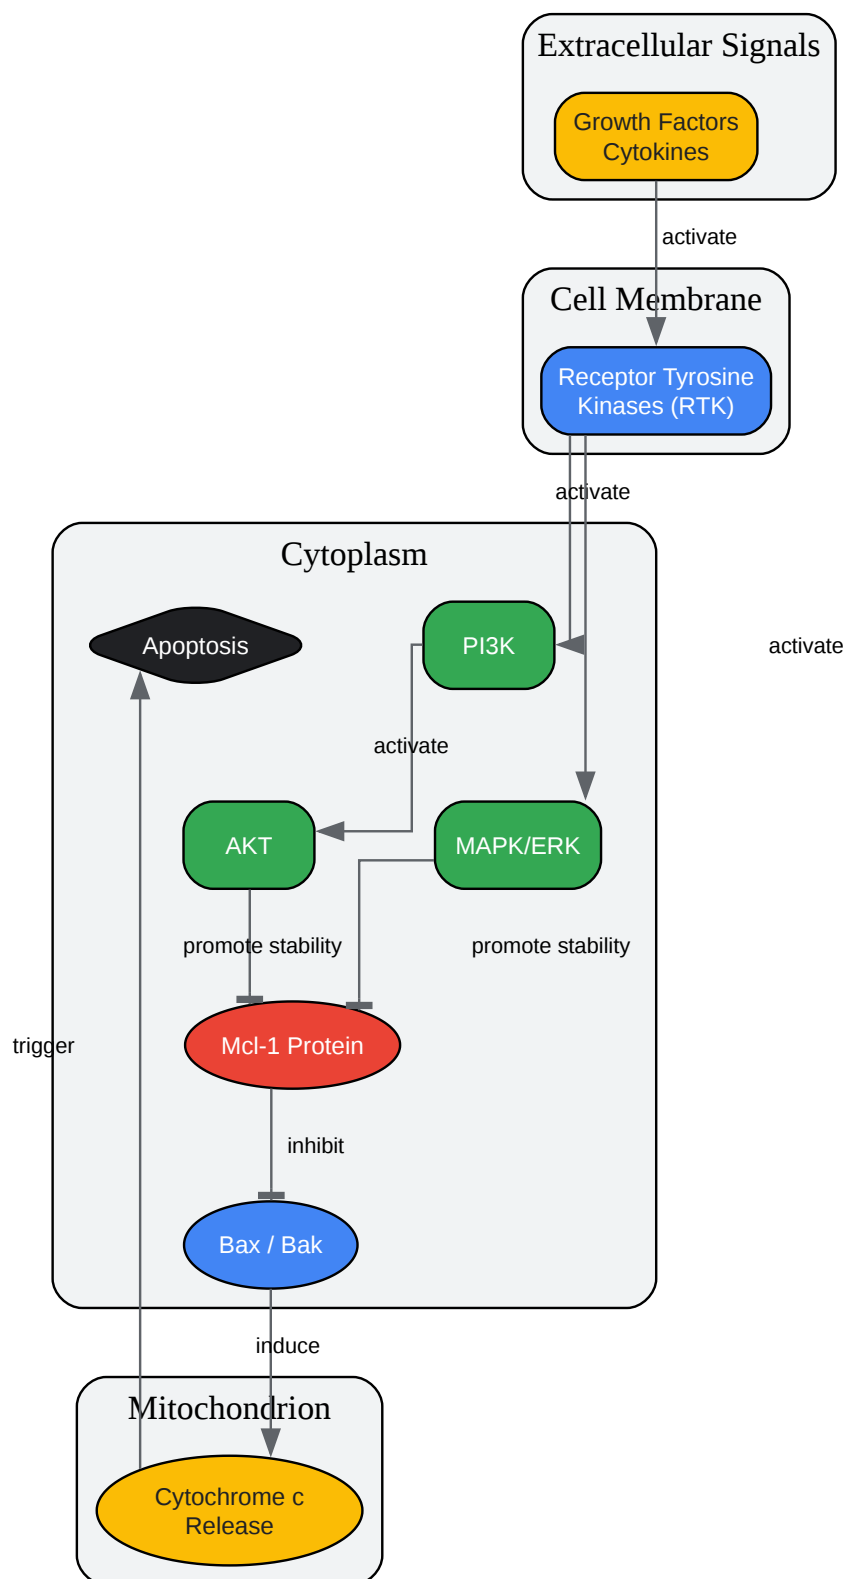 Extracellular Signals
Growth Factors
Cytokines
activate
Cell Membrane
Receptor Tyrosine
Kinases (RTK)
activate
Cytoplasm
Apoptosis
PI3K
activate
activate
AKT
MAPK/ERK
promote stability
promote stability
Mcl-1 Protein
trigger
inhibit
Bax / Bak
induce
Mitochondrion
Cytochrome c
Release